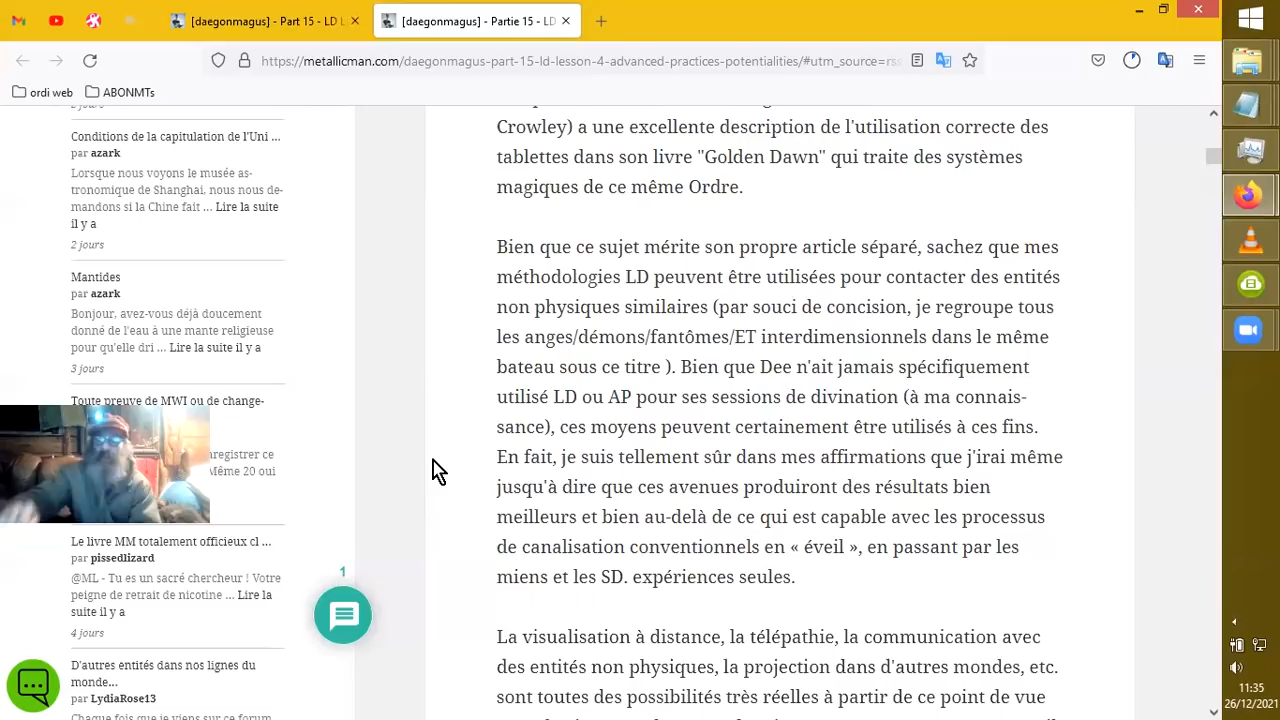 [daegonmagus] - Part 15 - LD L
[daegonmagus] - Partie 15 - LD
https://metallicman.com/daegonmagus-part-15-ld-lesson-4-advanced-practices-potentialities/#utm_source=rss
ordi web
ABONMTs
2 jours
Conditions de la capitulation de l'Uni ...
par azark
Lorsque nous voyons le musée as-
tronomique de Shanghai, nous nous de-
mandons si la Chine fait ... Lire la suite
il y a
2 jours
Mantides
par azark
Bonjour, avez-vous déjà doucement
donné de l'eau à une mante religieuse
pour qu'elle dri ... Lire la suite il y a
3 jours
Toute preuve de MWI ou de change-
nregistrer ce
Même 20 oui
Le livre MM totalement officieux cl ...
par pissedlizard
@ML - Tu es un sacré chercheur ! Votre
peigne de retrait de nicotine ... Lire la
suite il y a
4 jours
D'autres entités dans nos lignes du
monde...
par LydiaRose13
Chaque fois que je viens sur ce forum
Crowley) a une excellente description de l'utilisation correcte des
tablettes dans son livre "Golden Dawn" qui traite des systèmes
magiques de ce même Ordre.
Bien que ce sujet mérite son propre article séparé, sachez que mes
méthodologies LD peuvent être utilisées pour contacter des entités
non physiques similaires (par souci de concision, je regroupe tous
les anges/démons/fantômes/ET interdimensionnels dans le même
bateau sous ce titre ). Bien que Dee n'ait jamais spécifiquement
utilisé LD ou AP pour ses sessions de divination (à ma connais-
sance), ces moyens peuvent certainement être utilisés à ces fins.
En fait, je suis tellement sûr dans mes affirmations que j'irai même
jusqu'à dire que ces avenues produiront des résultats bien
meilleurs et bien au-delà de ce qui est capable avec les processus
de canalisation conventionnels en « éveil », en passant par les
miens et les SD. expériences seules.
La visualisation à distance, la télépathie, la communication avec
des entités non physiques, la projection dans d'autres mondes, etc.
sont toutes des possibilités très réelles à partir de ce point de vue
1
11:35
26/12/2021